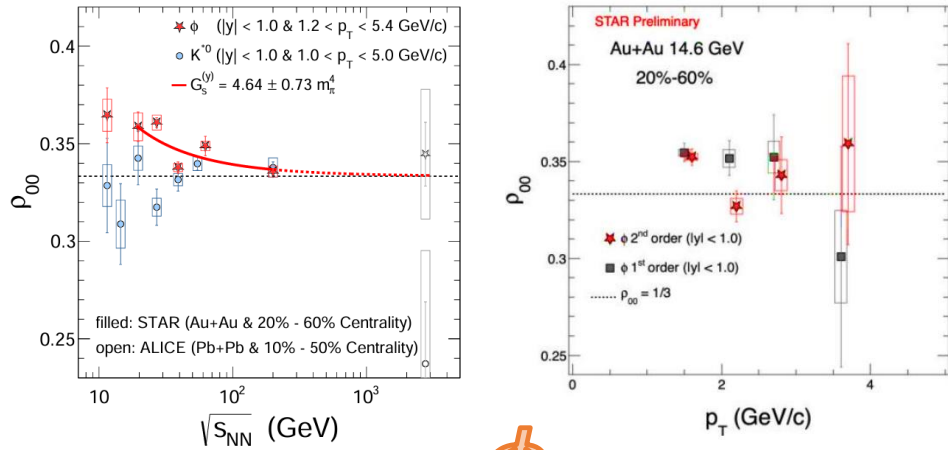 ϕ (|y| < 1.0 & 1.2 < p_T < 5.4 GeV/c)
K*0 (|y| < 1.0 & 1.0 < p_T < 5.0 GeV/c)
G_s^(y) = 4.64 ± 0.73 m_π^4
0.4
0.35
0.3
0.25
ρ00
filled: STAR (Au+Au & 20% - 60% Centrality)
open: ALICE (Pb+Pb & 10% - 50% Centrality)
10
10²
10³
√sNN (GeV)
STAR Preliminary
Au+Au 14.6 GeV
20%-60%
0.4
0.35
0.3
0.25
ρ00
ϕ 2nd order (|y| < 1.0)
ϕ 1st order (|y| < 1.0)
ρ00 = 1/3
0
2
4
p_T (GeV/c)